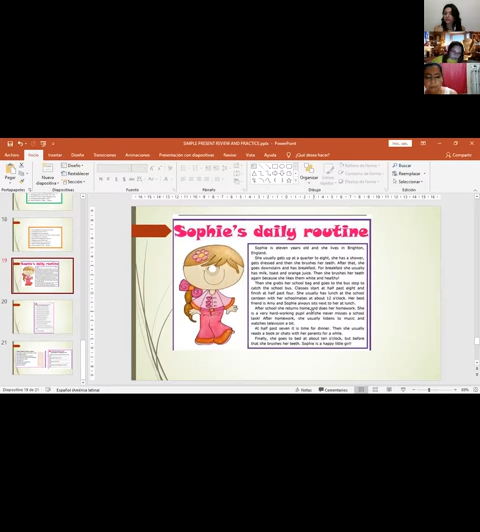 SIMPLE PRESENT REVIEW AND PRACTICE.pptx - PowerPoint
Archivo Inicio Insertar Diseño Transiciones Animaciones Presentación con diapositivas Revisar Vista Ayuda ¿Qué desea hacer? Compartir
Pegar
Nueva diapositiva
Diseño
Restablecer
Sección
Organizar
Buscar
Reemplazar
Seleccionar
Portapapeles Diapositivas Fuente Párrafo Dibujo Edición
18
19
20
21
Sophie's daily routine
Sophie is eleven years old and she lives in Brighton,
England.
She usually gets up at a quarter to eight, she has a shower,
gets dressed and then she brushes her teeth. After that, she
goes downstairs and has breakfast. For breakfast she usually
has milk, toast and orange juice. Then she brushes her teeth
again because she likes them white and healthy!
Then she grabs her school bag and goes to the bus stop to
catch the school bus. Classes start at half past eight and
finish at half past four. She usually has lunch at the school
canteen with her schoolmates at about 12 o'clock. Her best
friend is Amy and Sophie always sits next to her at lunch.
After school she returns home and does her homework. She
is a very hard-working pupil and she never misses a school
task! After homework, she usually listens to music and
watches television a bit.
At half past seven it is time for dinner. Then she usually
reads a book or chats with her parents for a while.
Finally, she goes to bed at about ten o'clock, but before
that she brushes her teeth. Sophie is a happy little girl!
Diapositiva 19 de 21 Español (América latina) Notas Comentarios 69%